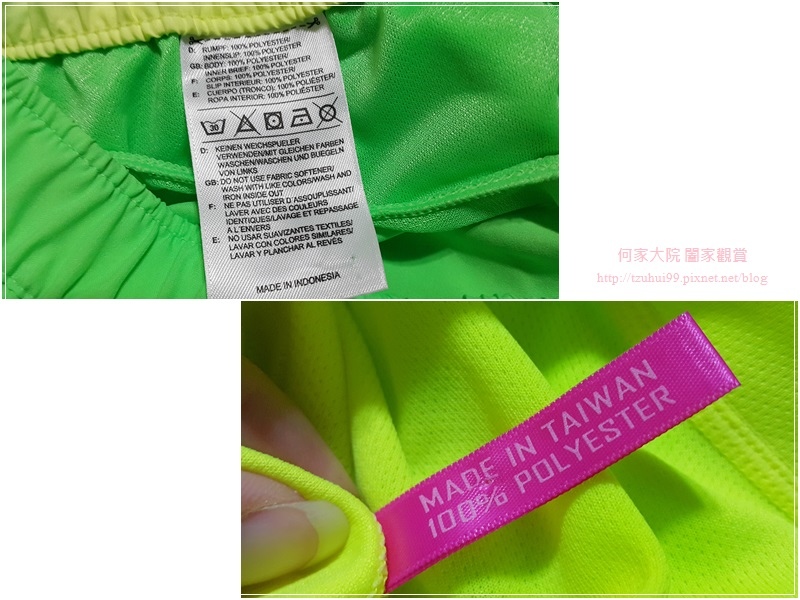 D: RUMPF: 100% POLYESTER/
INNENSLIP: 100% POLYESTER
GB: BODY: 100% POLYESTER/
INNER BRIEF: 100% POLYESTER
F: CORPS: 100% POLYESTER/
SLIP INTERIEUR: 100% POLYESTER
E: CUERPO (TRONCO): 100% POLIÉSTER/
ROPA INTERIOR: 100% POLIÉSTER
30
D: KEINEN WEICHSPUELER
VERWENDEN/MIT GLEICHEN FARBEN
WASCHEN/WASCHEN UND BUEGELN
VON LINKS
GB: DO NOT USE FABRIC SOFTENER/
WASH WITH LIKE COLORS/WASH AND
IRON INSIDE OUT
F: NE PAS UTILISER D'ASSOUPLISSANT/
LAVER AVEC DES COULEURS
IDENTIQUES/LAVAGE ET REPASSAGE
A L'ENVERS
E: NO USAR SUAVIZANTES TEXTILES/
LAVAR CON COLORES SIMILARES/
LAVAR Y PLANCHAR AL REVÉS
MADE IN INDONESIA
何家大院 闔家觀賞
http://tzuhui99.pixnet.net/blog
MADE IN TAIWAN
100% POLYESTER